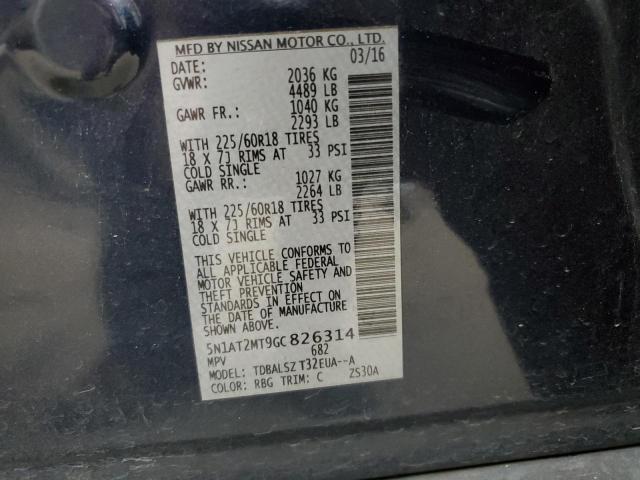 MFD BY NISSAN MOTOR CO., LTD.
DATE: 03/16
GVWR: 2036 KG
4489 LB
GAWR FR.: 1040 KG
2293 LB
WITH 225/60R18 TIRES
18 X 7J RIMS AT 33 PSI
COLD SINGLE
GAWR RR.: 1027 KG
2264 LB
WITH 225/60R18 TIRES
18 X 7J RIMS AT 33 PSI
COLD SINGLE
THIS VEHICLE CONFORMS TO
ALL APPLICABLE FEDERAL
MOTOR VEHICLE SAFETY AND
THEFT PREVENTION
STANDARDS IN EFFECT ON
THE DATE OF MANUFACTURE
SHOWN ABOVE.
5N1AT2MT9GC826314
MPV 682
MODEL: TDBALSZ T32EUA--A
COLOR: RBG TRIM: C ZS30A